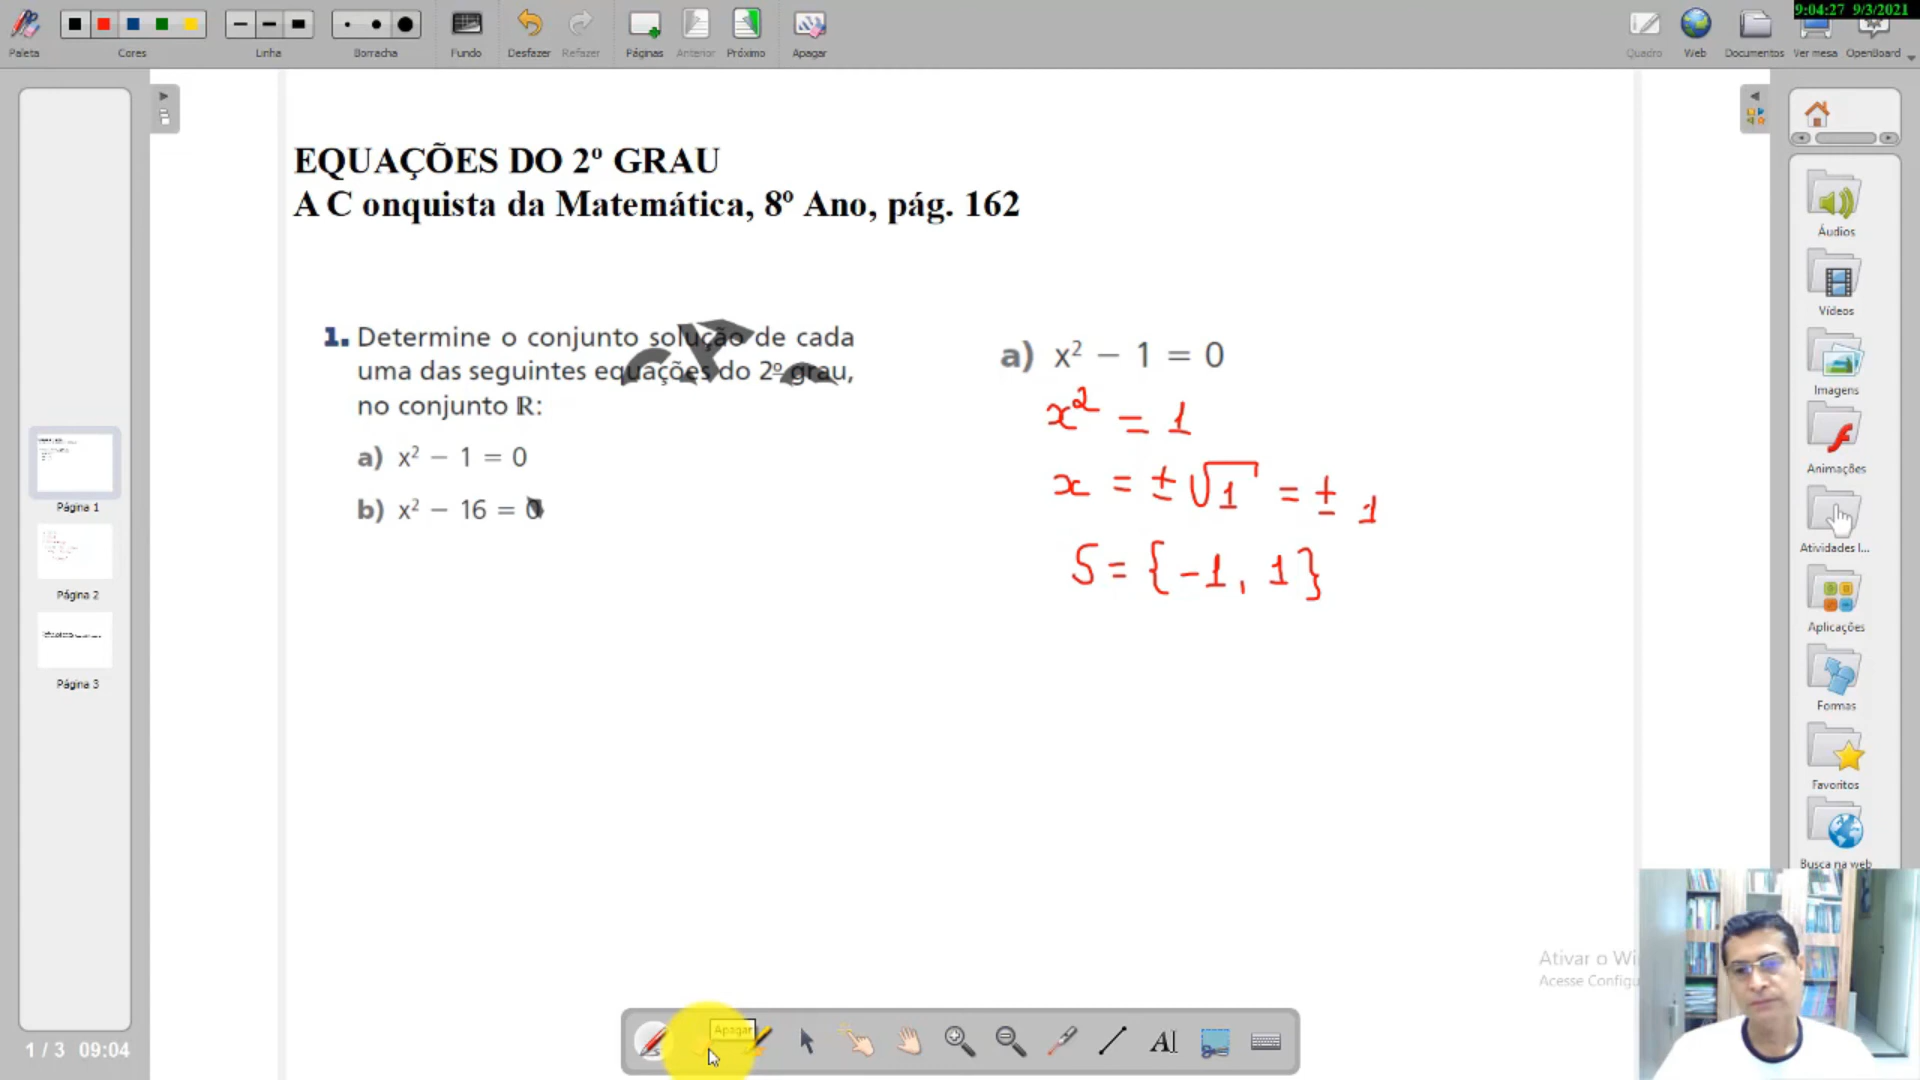 9:04:27 9/3/2021
Paleta
Cores
Linha
Borracha
Fundo
Desfazer
Refazer
Páginas
Anterior
Próximo
Apagar
Quadro
Web
Documentos
Ver mesa
OpenBoard
EQUAÇÕES DO 2º GRAU
A C onquista da Matemática, 8º Ano, pág. 162
1. Determine o conjunto solução de cada
uma das seguintes equações do 2º grau,
no conjunto ℝ:
a) x² − 1 = 0
b) x² − 16 = 0
a) x² − 1 = 0
x² = 1
x = ± √1 = ± 1
S = {-1, 1}
Página 1
Página 2
Página 3
1 / 3 09:04
Áudios
Vídeos
Imagens
Animações
Atividades I...
Aplicações
Formas
Favoritos
Busca na web
Ativar o Wi
Acesse Configu
Apagar
AI